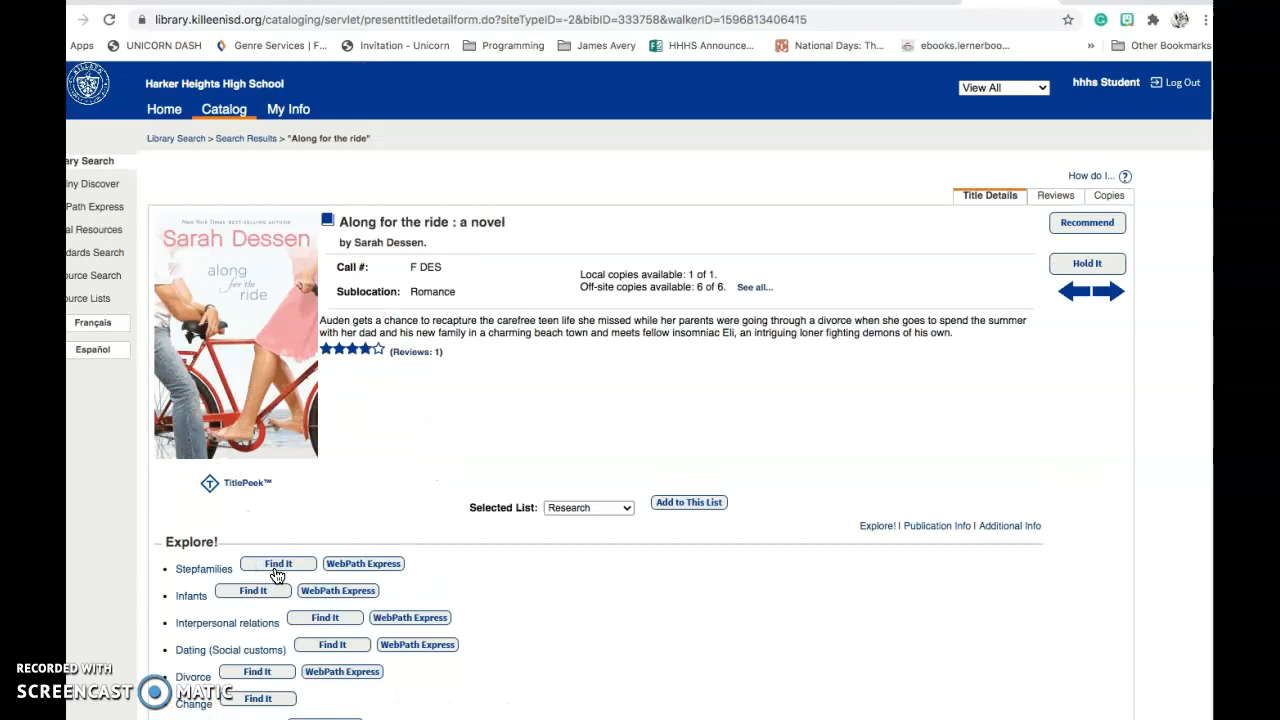 library.killeenisd.org/cataloging/servlet/presenttitledetailform.do?siteTypeID=-2&bibID=333758&walkerID=1596813406415
Apps UNICORN DASH Genre Services | F... Invitation - Unicorn Programming James Avery HHHS Announce... National Days: Th... ebooks.lernerboo... » Other Bookmarks
Harker Heights High School
View All hhhs Student Log Out
Home Catalog My Info
Library Search > Search Results > "Along for the ride"
ary Search
How do I... ?
iny Discover
Title Details Reviews Copies
Path Express
al Resources
dards Search
ource Search
ource Lists
Français
Español
NEW YORK TIMES BEST-SELLING AUTHOR
Sarah Dessen
along
for the
ride
Along for the ride : a novel
by Sarah Dessen.
Recommend
Call #: F DES
Local copies available: 1 of 1.
Hold It
Sublocation: Romance
Off-site copies available: 6 of 6. See all...
Auden gets a chance to recapture the carefree teen life she missed while her parents were going through a divorce when she goes to spend the summer
with her dad and his new family in a charming beach town and meets fellow insomniac Eli, an intriguing loner fighting demons of his own.
(Reviews: 1)
T TitlePeek™
Selected List: Research Add to This List
Explore! | Publication Info | Additional Info
Explore!
• Stepfamilies Find It WebPath Express
• Infants Find It WebPath Express
• Interpersonal relations Find It WebPath Express
• Dating (Social customs) Find It WebPath Express
• Divorce Find It WebPath Express
Change Find It
RECORDED WITH
SCREENCAST MATIC